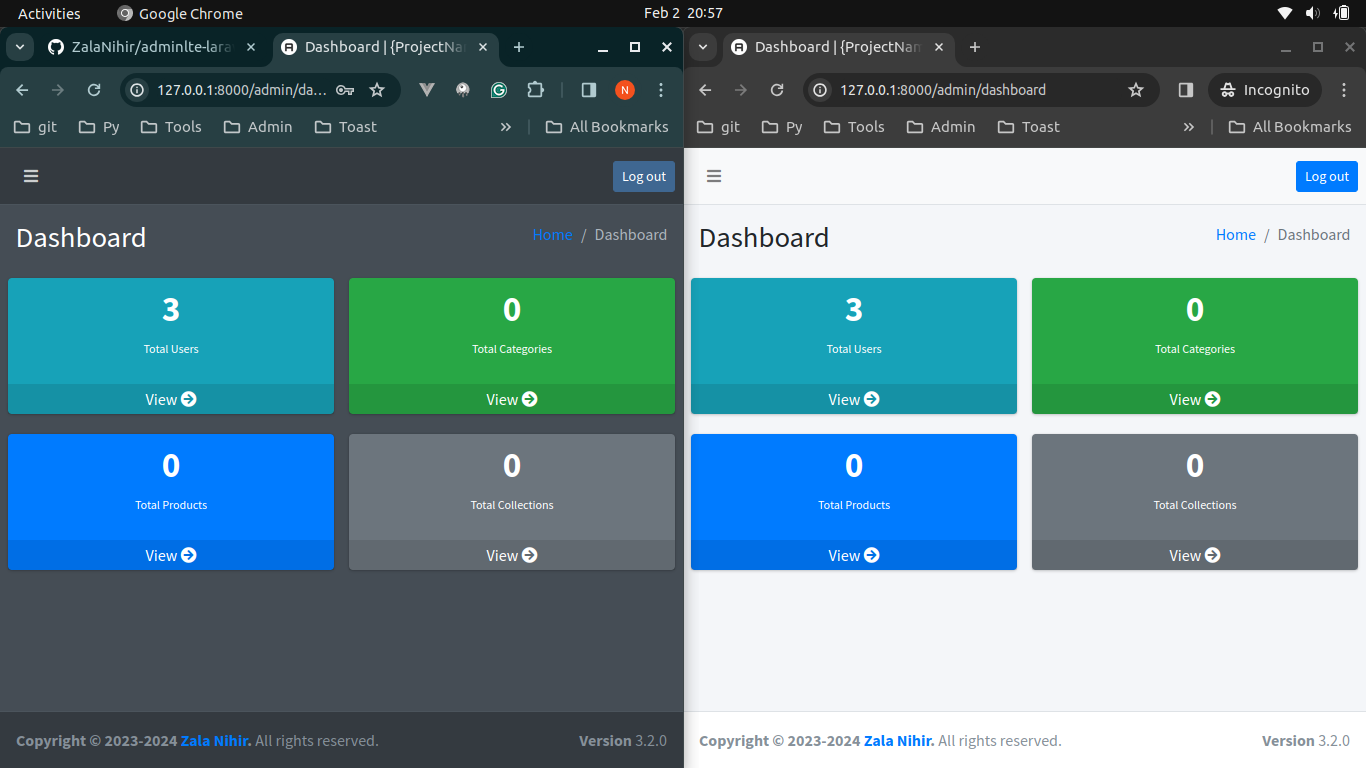 Activities Google Chrome Feb 2 20:57
ZalaNihir/adminlte-lara
Dashboard | {ProjectNam
127.0.0.1:8000/admin/da...
N
git Py Tools Admin Toast » All Bookmarks
Log out
Dashboard
Home / Dashboard
3
Total Users
View
0
Total Categories
View
0
Total Products
View
0
Total Collections
View
Copyright © 2023-2024 Zala Nihir. All rights reserved.
Version 3.2.0
Dashboard | {ProjectNam
127.0.0.1:8000/admin/dashboard
Incognito
git Py Tools Admin Toast » All Bookmarks
Log out
Dashboard
Home / Dashboard
3
Total Users
View
0
Total Categories
View
0
Total Products
View
0
Total Collections
View
Copyright © 2023-2024 Zala Nihir. All rights reserved.
Version 3.2.0